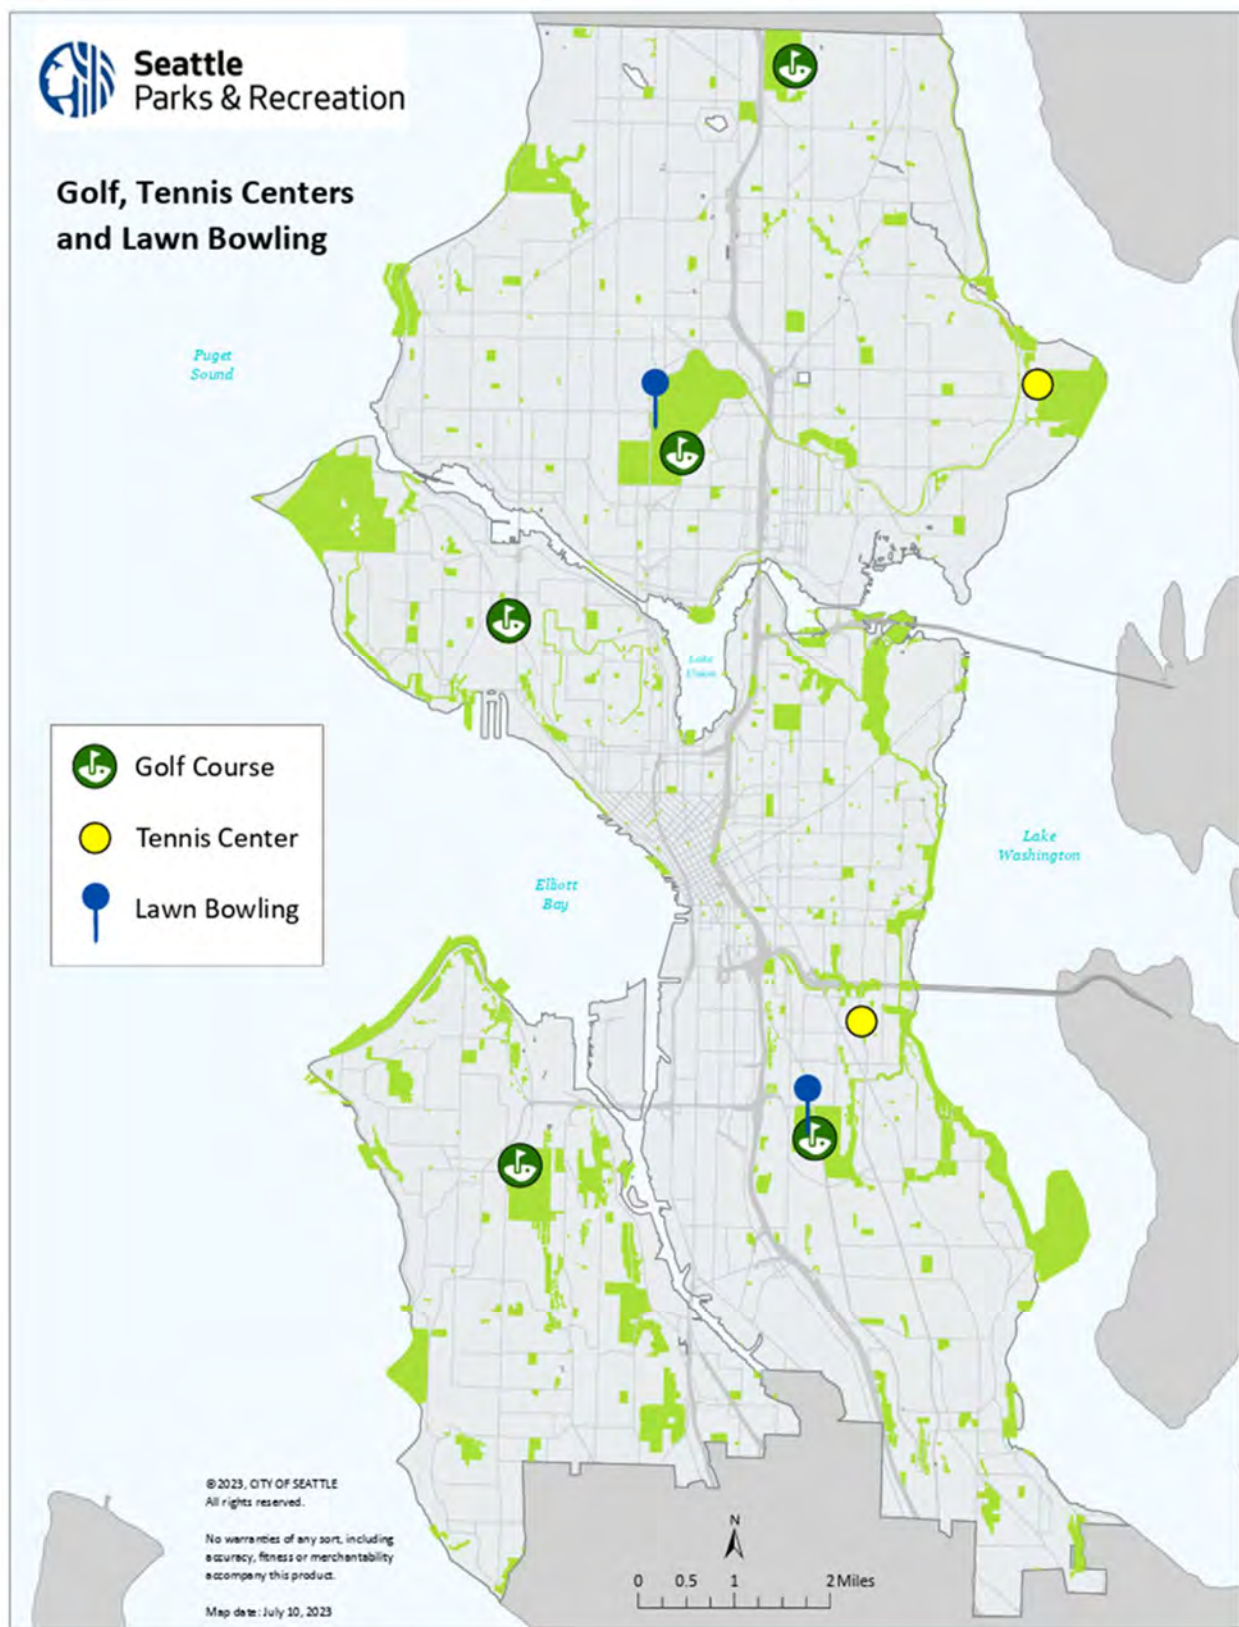 Seattle
Parks & Recreation
Golf, Tennis Centers
and Lawn Bowling
Puget
Sound
Lake
Union
Golf Course
Tennis Center
Lawn Bowling
Lake
Washington
Elliott
Bay
©2023, CITY OF SEATTLE
All rights reserved.
No warranties of any sort, including
accuracy, fitness or merchantability
accompany this product.
Map date: July 10, 2023
N
0 0.5 1 2 Miles